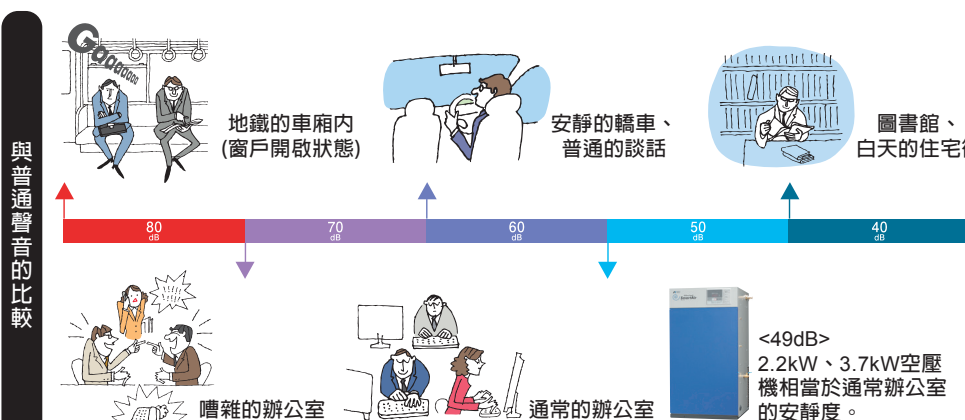 與普通聲音的比較
Gaaaaaaa
地鐵的車廂内
(窗戶開啟狀態)
安靜的轎車、
普通的談話
圖書館、
白天的住宅
80
dB
70
dB
60
dB
50
dB
40
dB
嘈雜的辦公室
通常的辦公室
<49dB>
2.2kW、3.7kW空壓
機相當於通常辦公室
的安靜度。